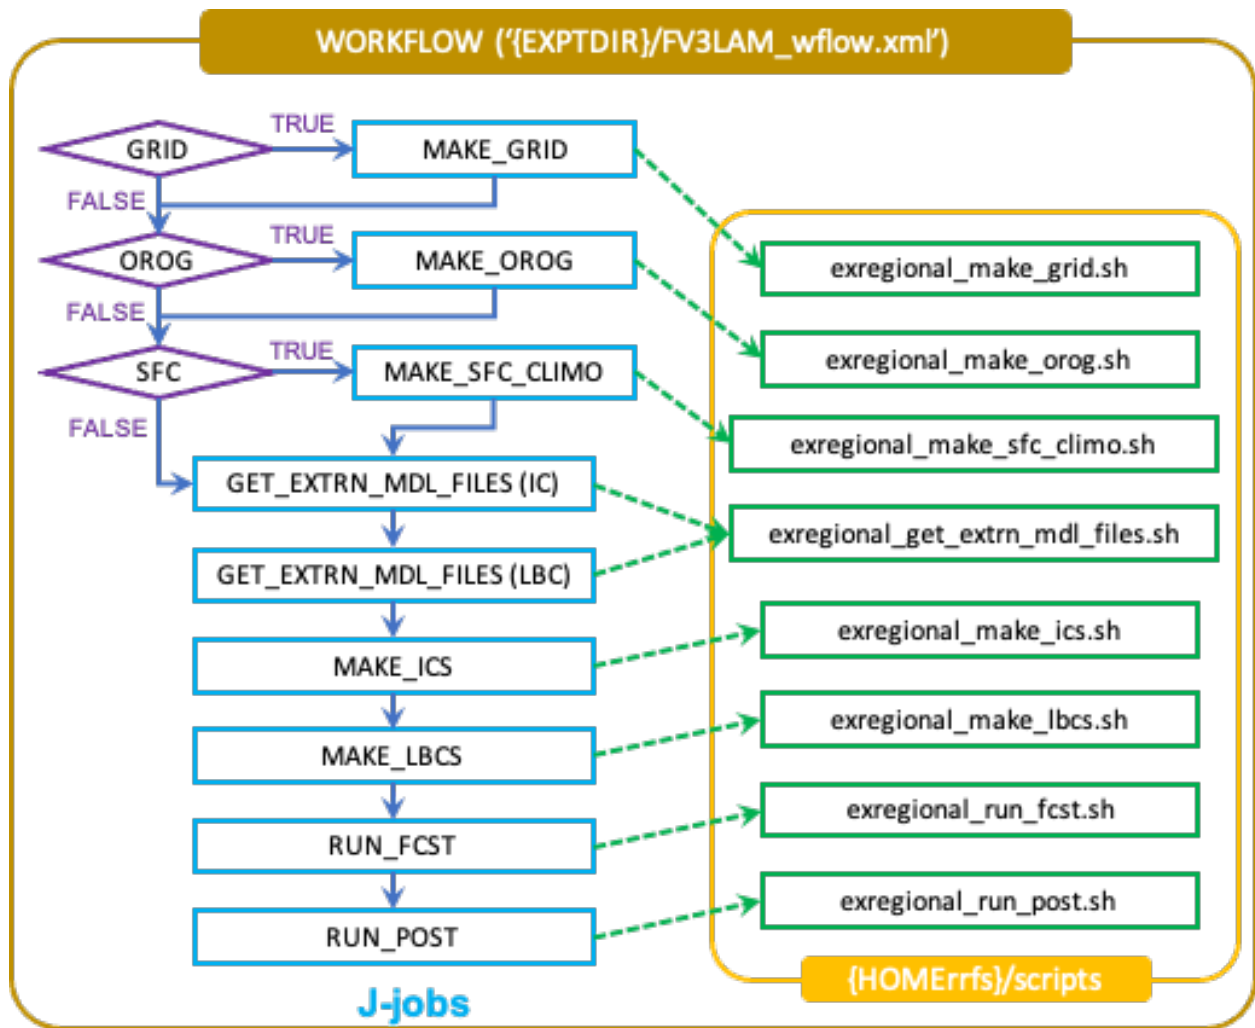 WORKFLOW ('{EXPTDIR}/FV3LAM_wflow.xml')
GRID
TRUE
MAKE_GRID
FALSE
OROG
TRUE
MAKE_OROG
FALSE
SFC
TRUE
MAKE_SFC_CLIMO
FALSE
GET_EXTRN_MDL_FILES (IC)
GET_EXTRN_MDL_FILES (LBC)
MAKE_ICS
MAKE_LBCS
RUN_FCST
RUN_POST
J-jobs
exregional_make_grid.sh
exregional_make_orog.sh
exregional_make_sfc_climo.sh
exregional_get_extrn_mdl_files.sh
exregional_make_ics.sh
exregional_make_lbcs.sh
exregional_run_fcst.sh
exregional_run_post.sh
{HOMErrfs}/scripts